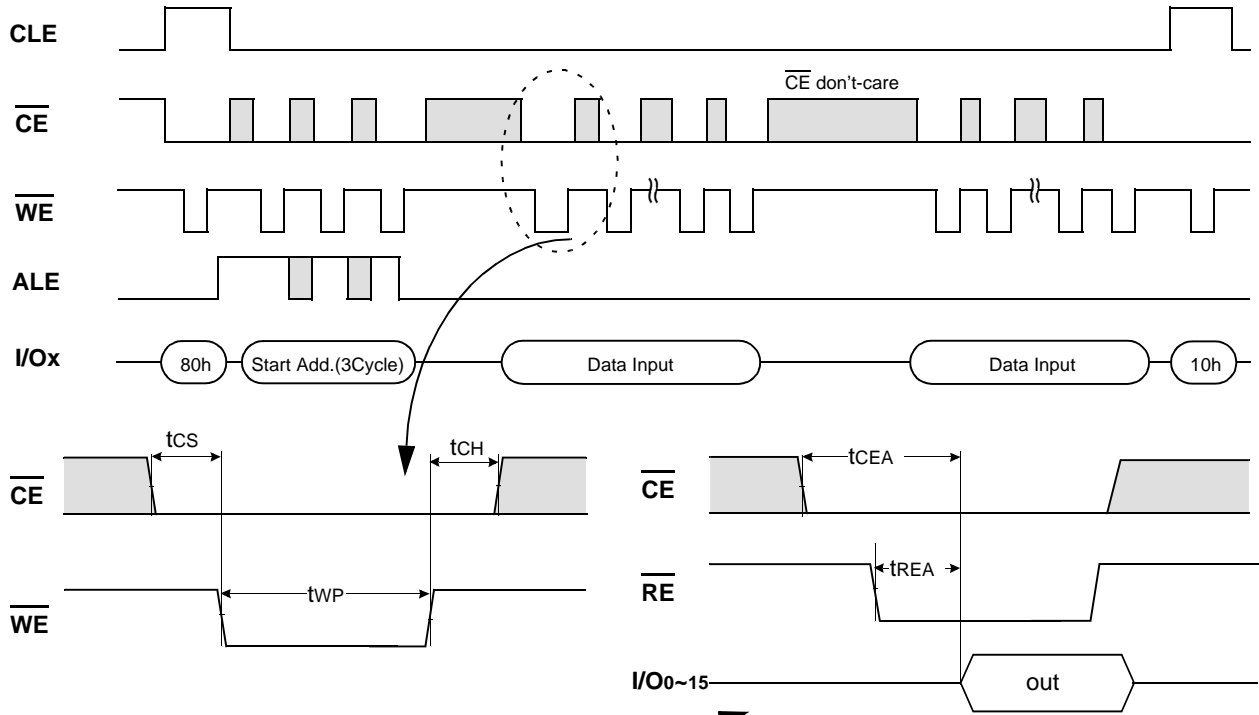 CLE
CE don't-care
CE
WE
ALE
I/Ox
80h
Start Add.(3Cycle)
Data Input
Data Input
10h
tCS
tCH
CE
tWP
WE
tCEA
CE
tREA
RE
I/O0~15
out